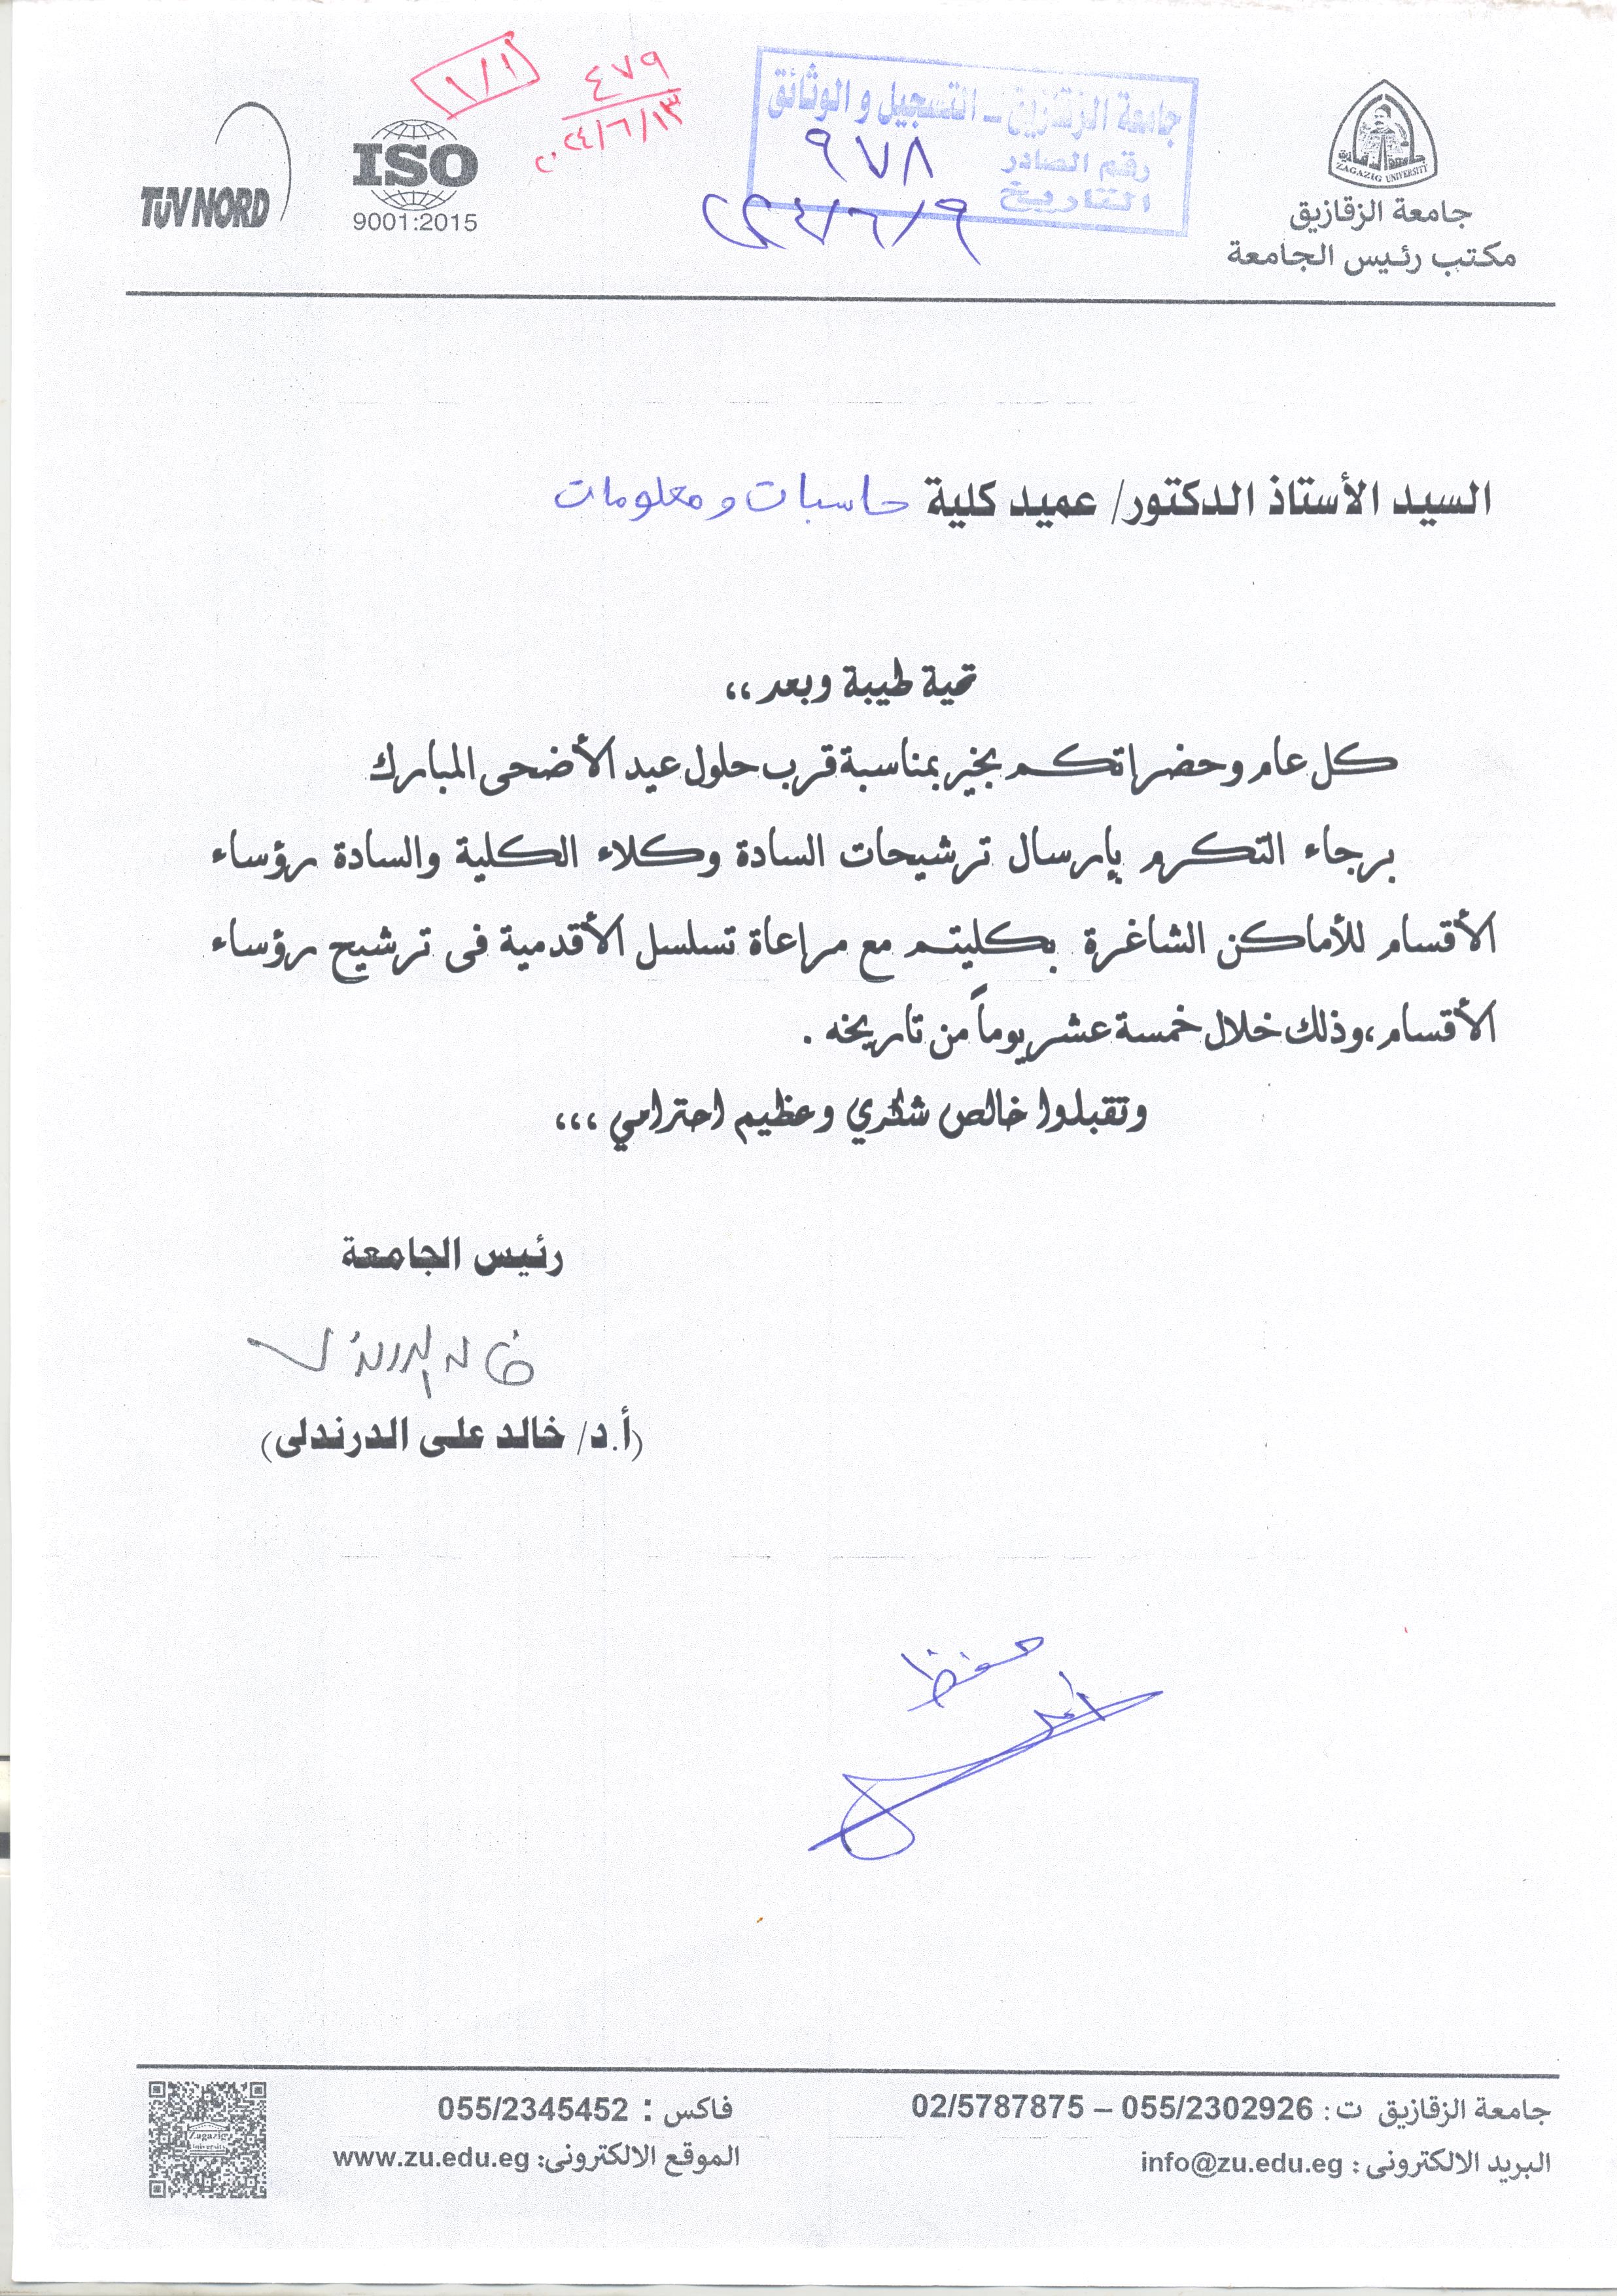 ١/١
٤٧٩
٢٠٢٤/٦/١٣
TÜV NORD
ISO
9001:2015
جامعة الزقازيق – التسجيل و الوثائق
رقم الصادر ٩٧٨
التاريخ ٢٠٢٤/٦/٩
ZAGAZIG UNIVERSITY
جامعة الزقازيق
مكتب رئيس الجامعة
السيد الأستاذ الدكتور/ عميد كلية حاسبات و معلومات
تحية طيبة وبعد،،
كل عام وحضراتكم بخير بمناسبة قرب حلول عيد الأضحى المبارك
برجاء التكرم بإرسال ترشيحات السادة وكلاء الكلية والسادة رؤساء
الأقسام للأماكن الشاغرة بكليتم مع مراعاة تسلسل الأقدمية فى ترشيح رؤساء
الأقسام،وذلك خلال خمسة عشر يوماً من تاريخه .
وتقبلوا خالص شكري وعظيم احترامي ،،،
رئيس الجامعة
خالد الدرندلى
(أ.د/ خالد على الدرندلى)
جامعة الزقازيق ت : 055/2302926 – 02/5787875
فاكس : 055/2345452
البريد الالكترونى : info@zu.edu.eg
الموقع الالكترونى: www.zu.edu.eg
Zagazig
University